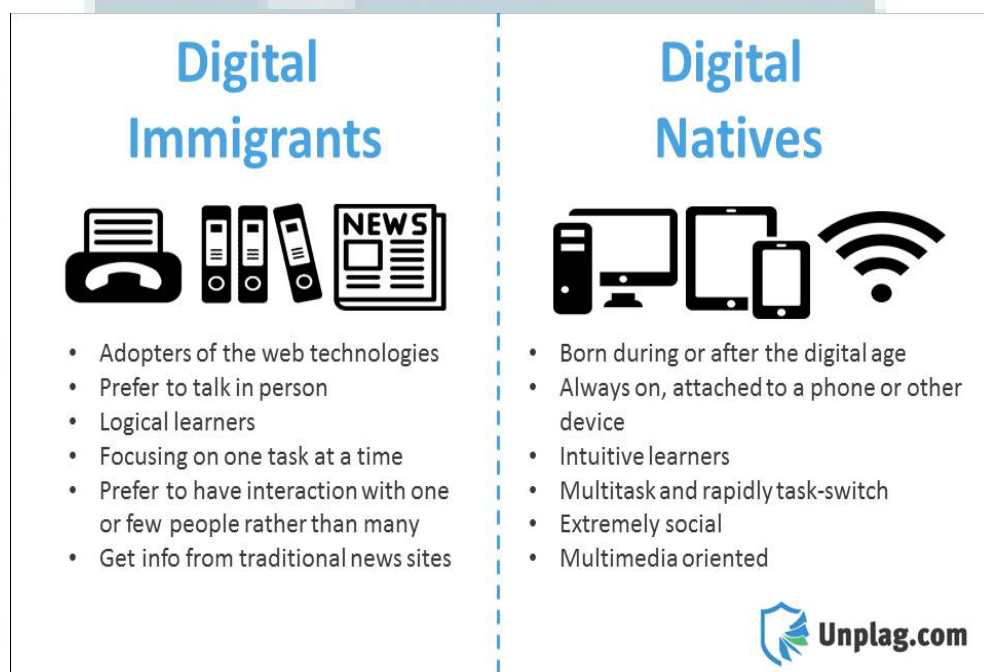 Digital
Immigrants
NEWS
• Adopters of the web technologies
• Prefer to talk in person
• Logical learners
• Focusing on one task at a time
• Prefer to have interaction with one
or few people rather than many
• Get info from traditional news sites
Digital
Natives
• Born during or after the digital age
• Always on, attached to a phone or other
device
• Intuitive learners
• Multitask and rapidly task-switch
• Extremely social
• Multimedia oriented
Unplag.com